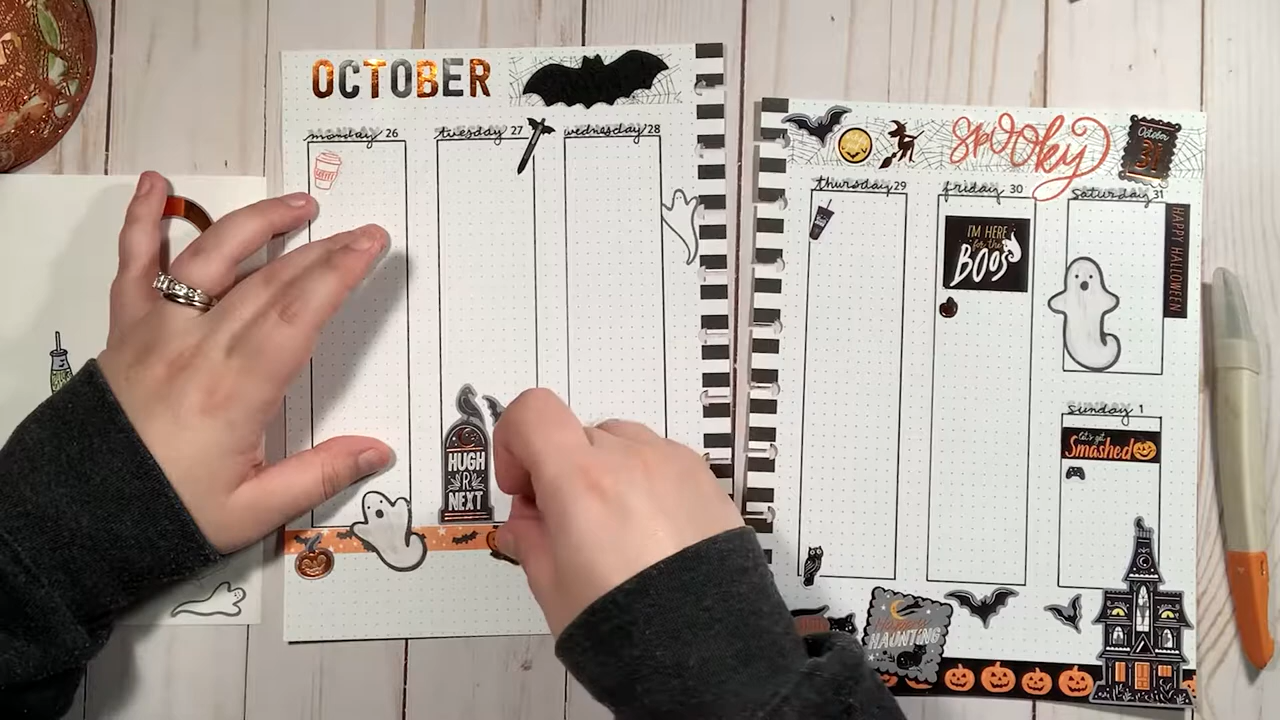 OCTOBER
monday 26
tuesday 27
wednesday 28
COFFEE
HUGH
R
NEXT
SPOOKY
October
31
thursday 29
friday 30
saturday 31
I'M HERE
for the
BOOS
HAPPY HALLOWEEN
sunday 1
let's get
Smashed
Happy
HAUNTING